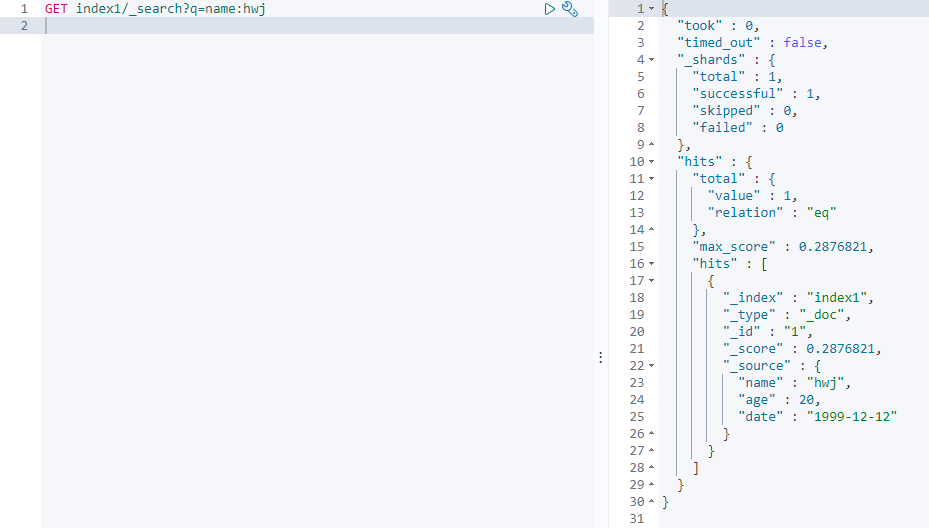 1 GET index1/_search?q=name:hwj
2
1 {
2 "took" : 0,
3 "timed_out" : false,
4 "_shards" : {
5 "total" : 1,
6 "successful" : 1,
7 "skipped" : 0,
8 "failed" : 0
9 },
10 "hits" : {
11 "total" : {
12 "value" : 1,
13 "relation" : "eq"
14 },
15 "max_score" : 0.2876821,
16 "hits" : [
17 {
18 "_index" : "index1",
19 "_type" : "_doc",
20 "_id" : "1",
21 "_score" : 0.2876821,
22 "_source" : {
23 "name" : "hwj",
24 "age" : 20,
25 "date" : "1999-12-12"
26 }
27 }
28 ]
29 }
30 }
31